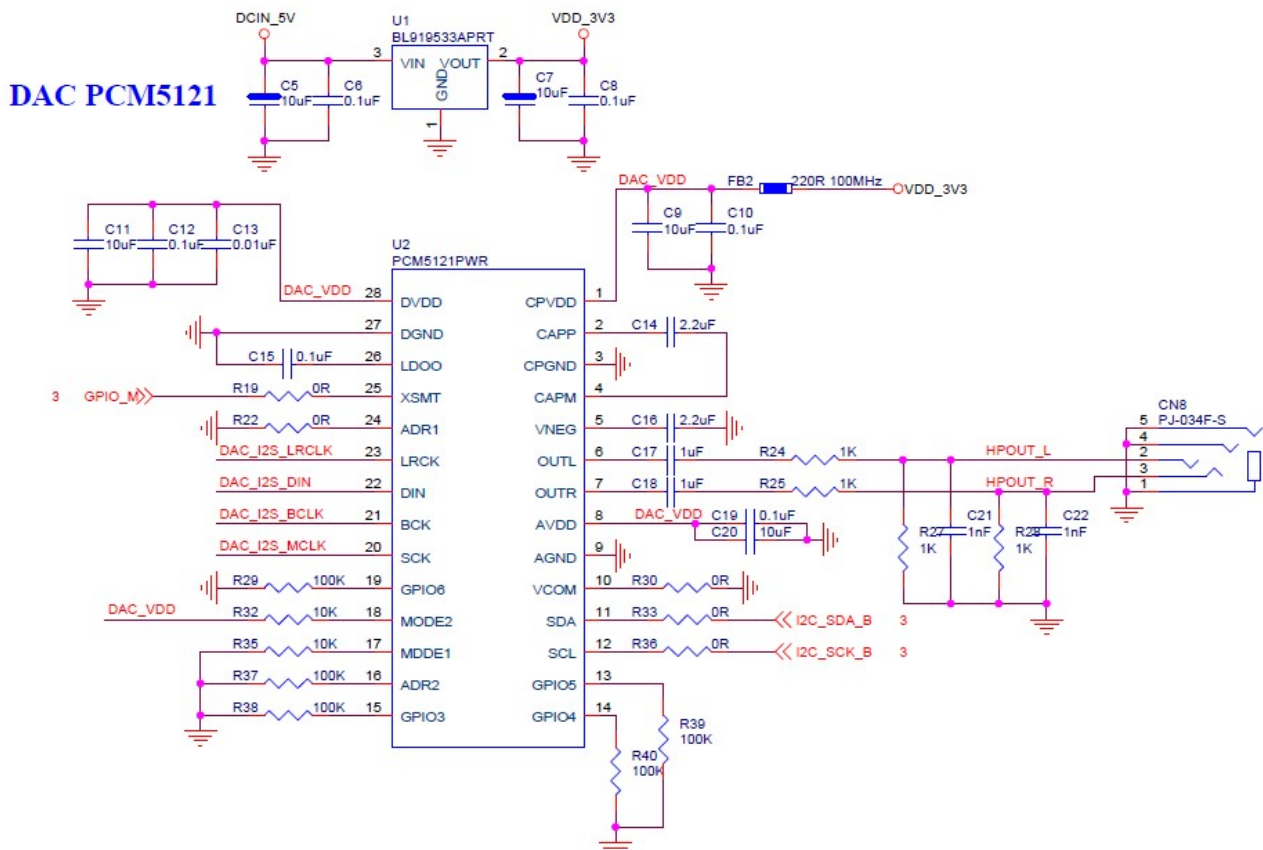 DCIN_5V
VDD_3V3
U1
BL919533APRT
3 VIN VOUT 2
GND
1
DAC PCM5121
C5
10uF
C6
0.1uF
C7
10uF
C8
0.1uF
DAC_VDD
FB2 220R 100MHz
VDD_3V3
C9
10uF
C10
0.1uF
C11
10uF
C12
0.1uF
C13
0.01uF
U2
PCM5121PWR
DAC_VDD 28 DVDD CPVDD 1
27 DGND CAPP 2 C14 2.2uF
C15 0.1uF 26 LDOO CPGND 3
3 GPIO_M R19 0R 25 XSMT CAPM 4
R22 0R 24 ADR1 VNEG 5 C16 2.2uF
DAC_I2S_LRCLK 23 LRCK OUTL 6 C17 1uF R24 1K HPOUT_L
DAC_I2S_DIN 22 DIN OUTR 7 C18 1uF R25 1K HPOUT_R
DAC_I2S_BCLK 21 BCK AVDD 8 DAC_VDD C19 0.1uF
C20 10uF
DAC_I2S_MCLK 20 SCK AGND 9
R29 100K 19 GPIO6 VCOM 10 R30 0R
DAC_VDD R32 10K 18 MODE2 SDA 11 R33 0R I2C_SDA_B 3
R35 10K 17 MDDE1 SCL 12 R36 0R I2C_SCK_B 3
R37 100K 16 ADR2 GPIO5 13
R38 100K 15 GPIO3 GPIO4 14
R39
100K
R40
100K
CN8
PJ-034F-S
5
4
2
3
1
R27
1K
C21
1nF
R28
1K
C22
1nF